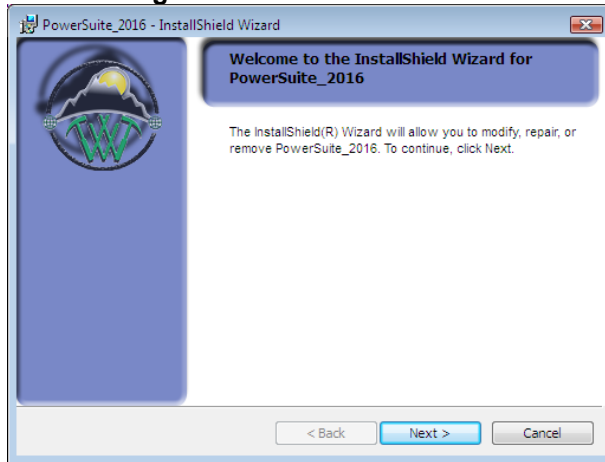 PowerSuite_2016 - InstallShield Wizard
Welcome to the InstallShield Wizard for
PowerSuite_2016
The InstallShield(R) Wizard will allow you to modify, repair, or
remove PowerSuite_2016. To continue, click Next.
TWT
< Back Next > Cancel